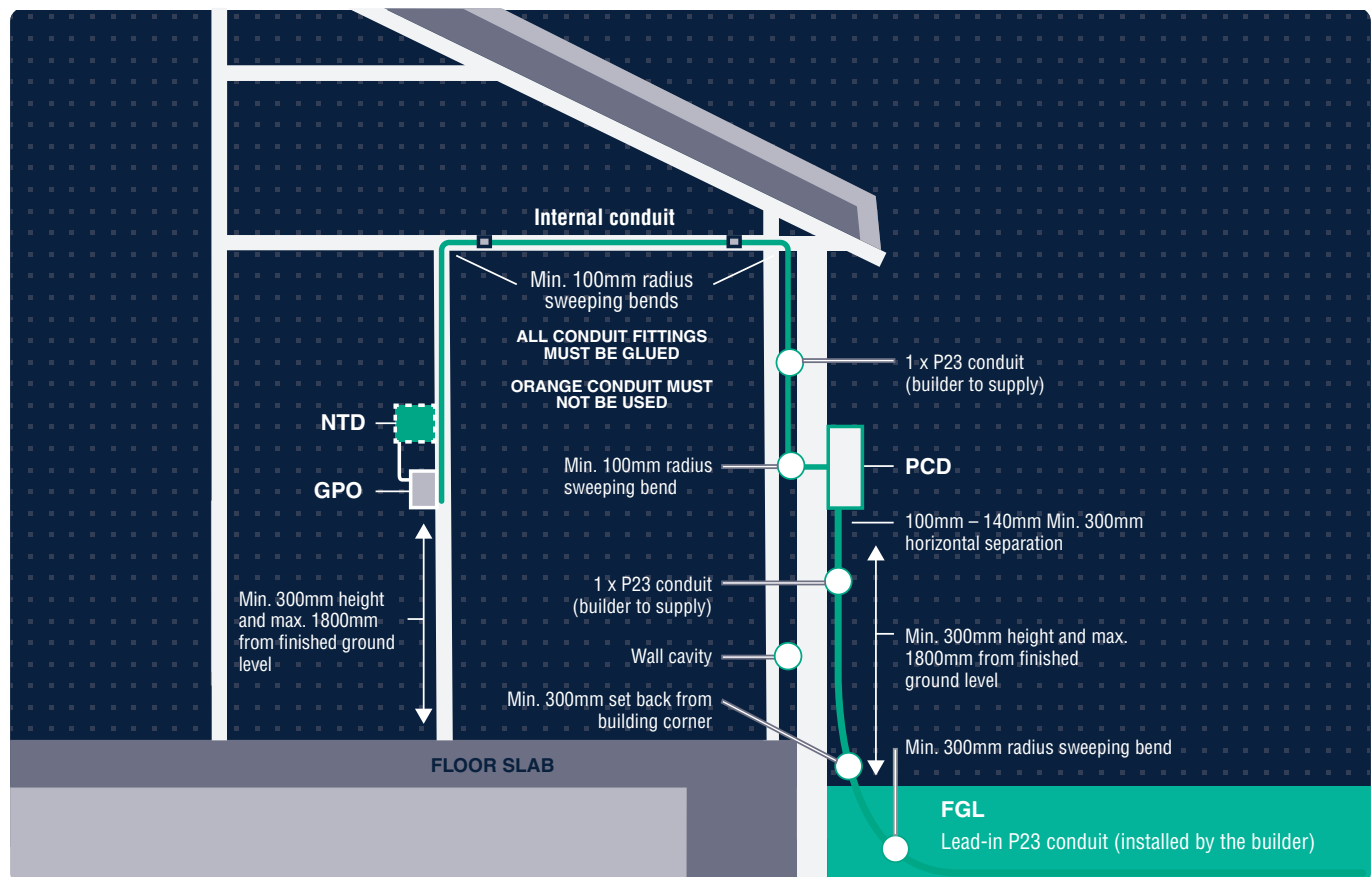 Internal conduit
Min. 100mm radius
sweeping bends
ALL CONDUIT FITTINGS
MUST BE GLUED
ORANGE CONDUIT MUST
NOT BE USED
1 x P23 conduit
(builder to supply)
NTD
GPO
Min. 100mm radius
sweeping bend
PCD
100mm – 140mm Min. 300mm
horizontal separation
Min. 300mm height
and max. 1800mm
from finished ground
level
1 x P23 conduit
(builder to supply)
Wall cavity
Min. 300mm height and max.
1800mm from finished
ground level
Min. 300mm set back from
building corner
Min. 300mm radius sweeping bend
FLOOR SLAB
FGL
Lead-in P23 conduit (installed by the builder)